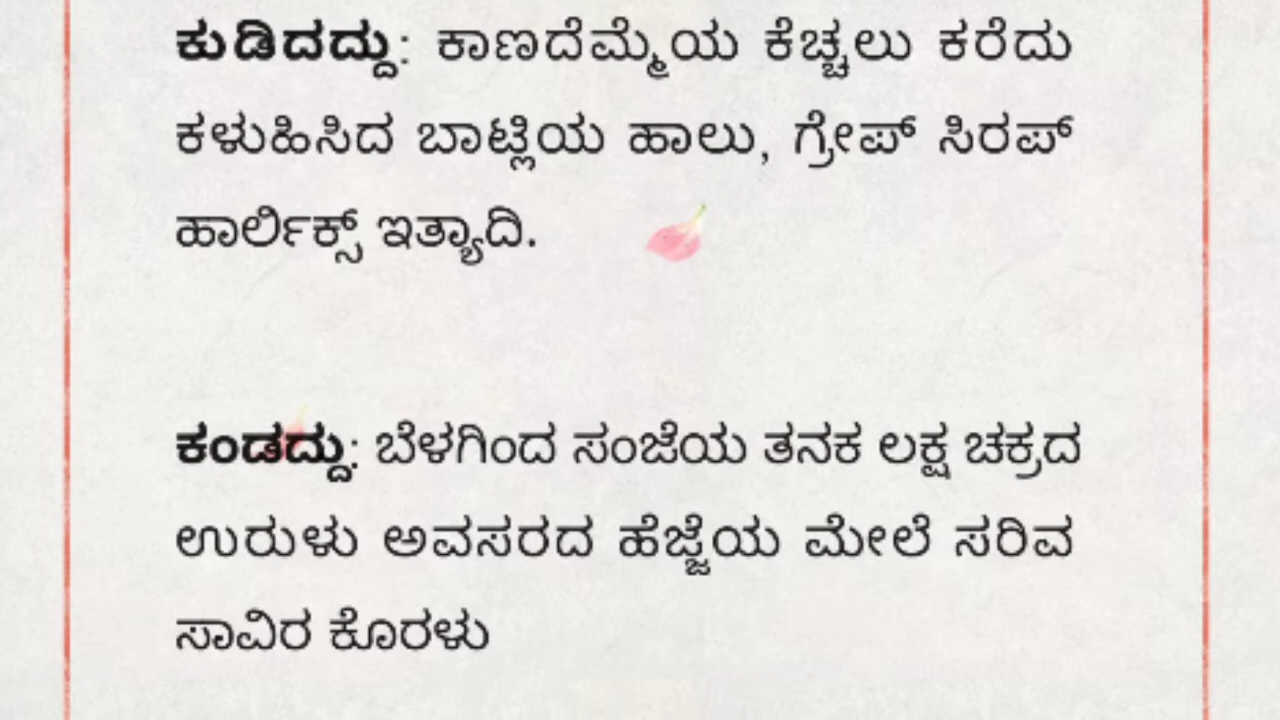 ಕುಡಿದದ್ದು: ಕಾಣದೆಮ್ಮೆಯ ಕೆಚ್ಚಲು ಕರೆದು
ಕಳುಹಿಸಿದ ಬಾಟ್ಲಿಯ ಹಾಲು, ಗ್ರೇಪ್ ಸಿರಪ್
ಹಾರ್ಲಿಕ್ಸ್ ಇತ್ಯಾದಿ.
ಕಂಡದ್ದು: ಬೆಳಗಿಂದ ಸಂಜೆಯ ತನಕ ಲಕ್ಷ ಚಕ್ರದ
ಉರುಳು ಅವಸರದ ಹೆಜ್ಜೆಯ ಮೇಲೆ ಸರಿವ
ಸಾವಿರ ಕೊರಳು